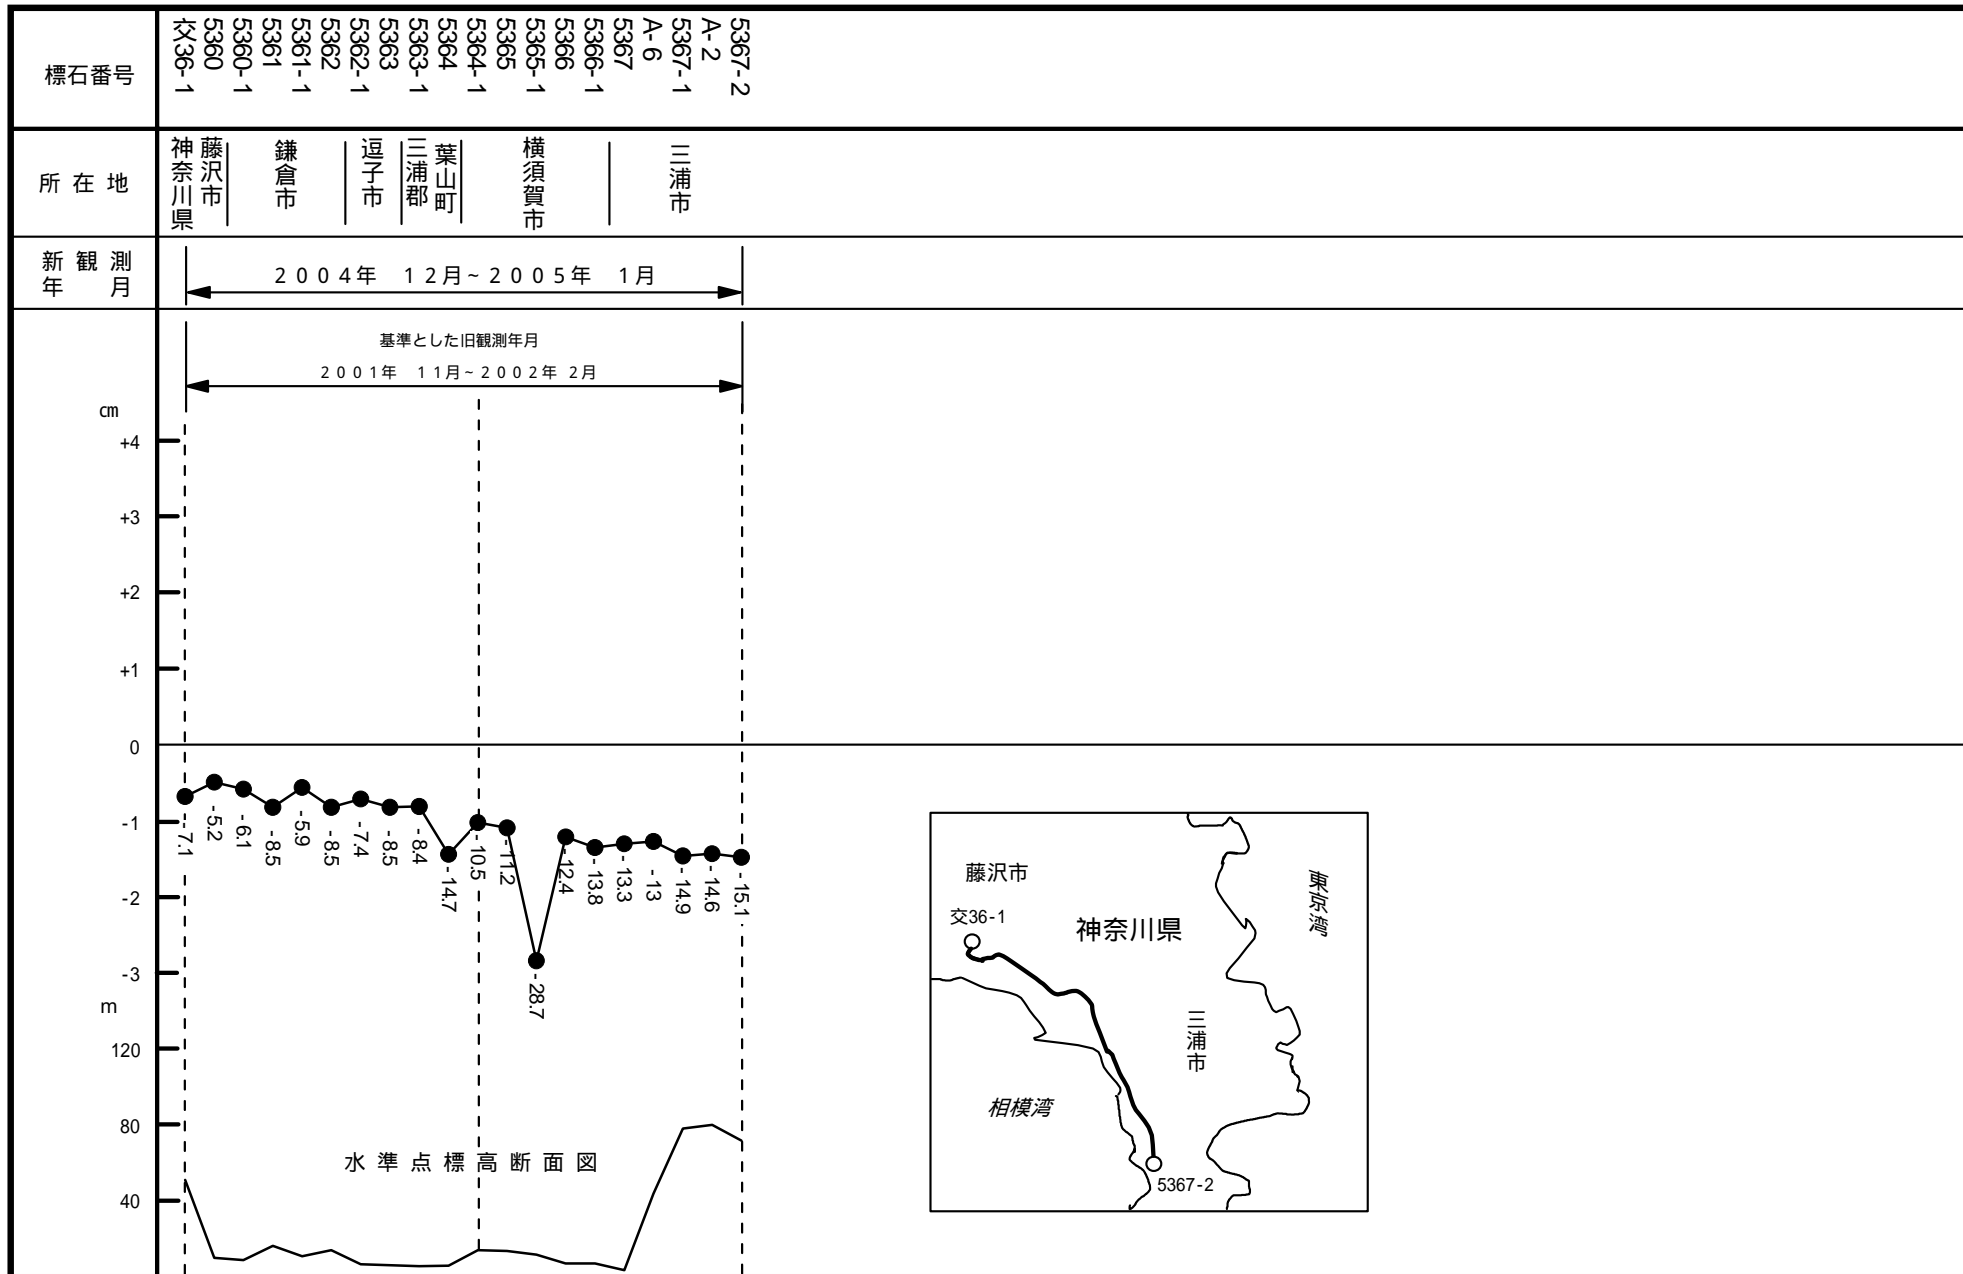 標石番号
交36-1
5360
5360-1
5361
5361-1
5362
5362-1
5363
5363-1
5364
5364-1
5365
5365-1
5366
5366-1
5367
A-6
5367-1
A-2
5367-2
所 在 地
神奈川県
藤沢市
鎌倉市
逗子市
三浦郡
葉山町
横須賀市
三浦市
新 観 測
年 月
2004年 12月~2005年 1月
基準とした旧観測年月
2001年 11月~2002年 2月
cm
+4
+3
+2
+1
0
-1
-2
-3
-7.1
-5.2
-6.1
-8.5
-5.9
-8.5
-7.4
-8.5
-8.4
-14.7
-10.5
-11.2
-28.7
-12.4
-13.8
-13.3
-13
-14.9
-14.6
-15.1
m
120
80
40
水準点標高断面図
藤沢市
交36-1
神奈川県
東京湾
三浦市
相模湾
5367-2